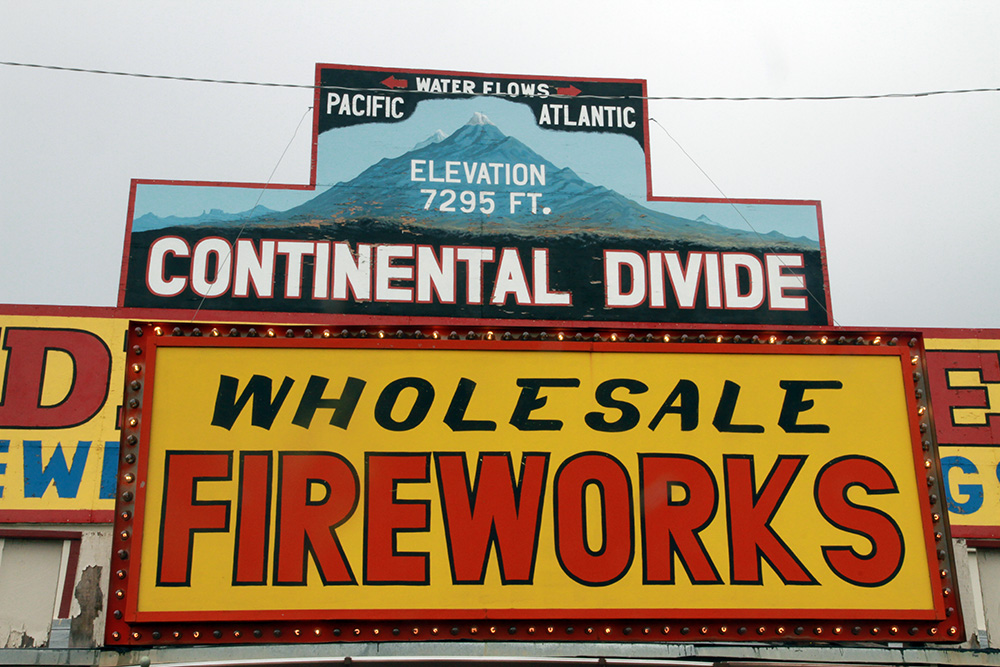 WATER FLOWS
PACIFIC ATLANTIC
ELEVATION
7295 FT.
CONTINENTAL DIVIDE
WHOLESALE
FIREWORKS